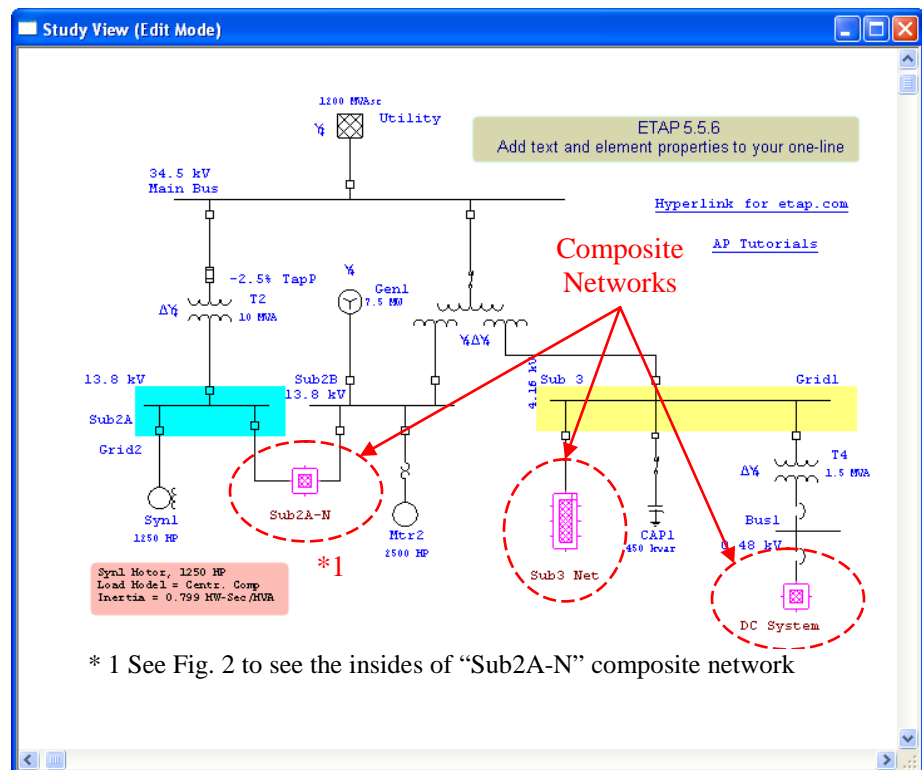 Study View (Edit Mode)
1200 MVAsc
Utility
ETAP 5.5.6
Add text and element properties to your one-line
34.5 kV
Main Bus
Hyperlink for etap.com
Composite
Networks
AP Tutorials
-2.5% TapP
T2
10 MVA
Gen1
7.5 MW
13.8 kV
Sub2B
13.8 kV
4.16 kV
Sub 3
Grid1
Sub2A
Grid2
T4
1.5 MVA
Bus1
0.48 kV
Syn1
1250 HP
Sub2A-N
Mtr2
2500 HP
CAP1
450 kvar
*1
Sub3 Net
Syn1 Motor, 1250 HP
Load Model = Centr. Comp
Inertia = 0.799 MW-Sec/MVA
DC System
* 1 See Fig. 2 to see the insides of “Sub2A-N” composite network